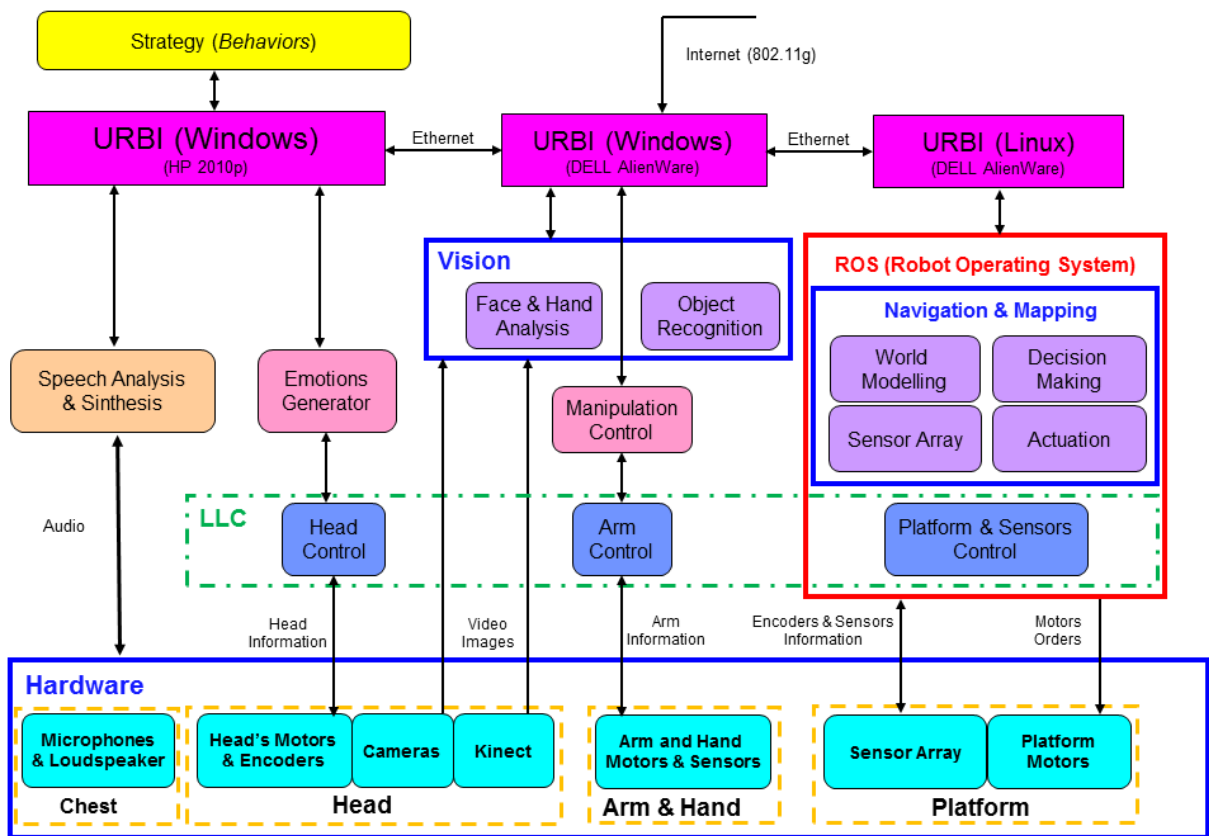 Strategy (Behaviors)
Internet (802.11g)
URBI (Windows)
(HP 2010p)
Ethernet
URBI (Windows)
(DELL AlienWare)
Ethernet
URBI (Linux)
(DELL AlienWare)
Vision
Face & Hand
Analysis
Object
Recognition
ROS (Robot Operating System)
Navigation & Mapping
World
Modelling
Decision
Making
Sensor Array
Actuation
Speech Analysis
& Sinthesis
Emotions
Generator
Manipulation
Control
LLC
Head
Control
Arm
Control
Platform & Sensors
Control
Audio
Head
Information
Video
Images
Arm
Information
Encoders & Sensors
Information
Motors
Orders
Hardware
Microphones
& Loudspeaker
Chest
Head's Motors
& Encoders
Cameras
Kinect
Head
Arm and Hand
Motors & Sensors
Arm & Hand
Sensor Array
Platform
Motors
Platform